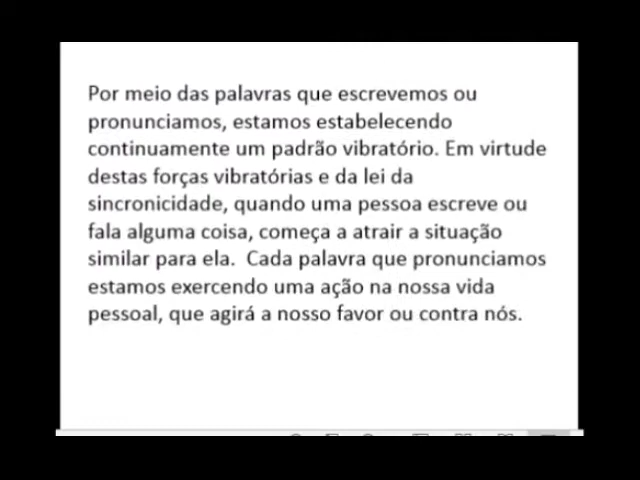 Por meio das palavras que escrevemos ou
pronunciamos, estamos estabelecendo
continuamente um padrão vibratório. Em virtude
destas forças vibratórias e da lei da
sincronicidade, quando uma pessoa escreve ou
fala alguma coisa, começa a atrair a situação
similar para ela.  Cada palavra que pronunciamos
estamos exercendo uma ação na nossa vida
pessoal, que agirá a nosso favor ou contra nós.